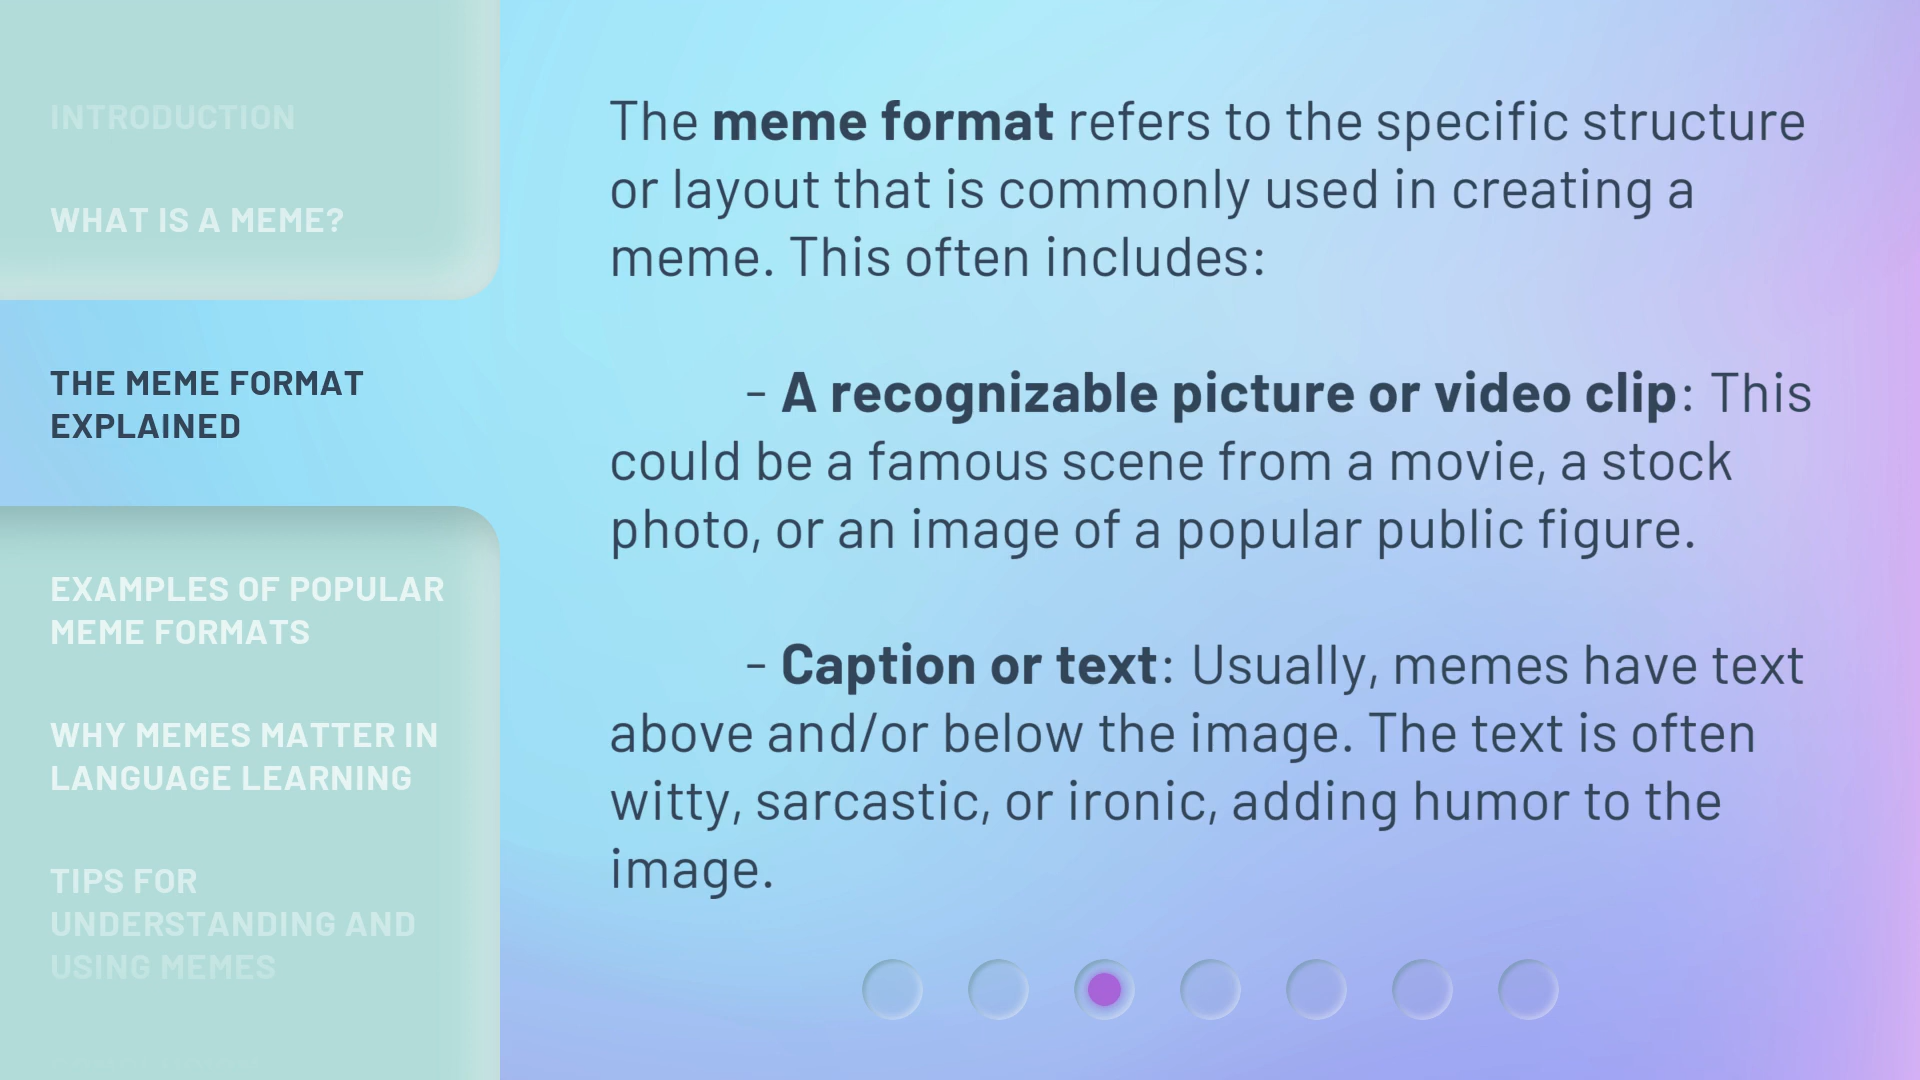 INTRODUCTION
WHAT IS A MEME?
THE MEME FORMAT
EXPLAINED
EXAMPLES OF POPULAR
MEME FORMATS
WHY MEMES MATTER IN
LANGUAGE LEARNING
TIPS FOR
UNDERSTANDING AND
USING MEMES
The meme format refers to the specific structure
or layout that is commonly used in creating a
meme. This often includes:
- A recognizable picture or video clip: This
could be a famous scene from a movie, a stock
photo, or an image of a popular public figure.
- Caption or text: Usually, memes have text
above and/or below the image. The text is often
witty, sarcastic, or ironic, adding humor to the
image.